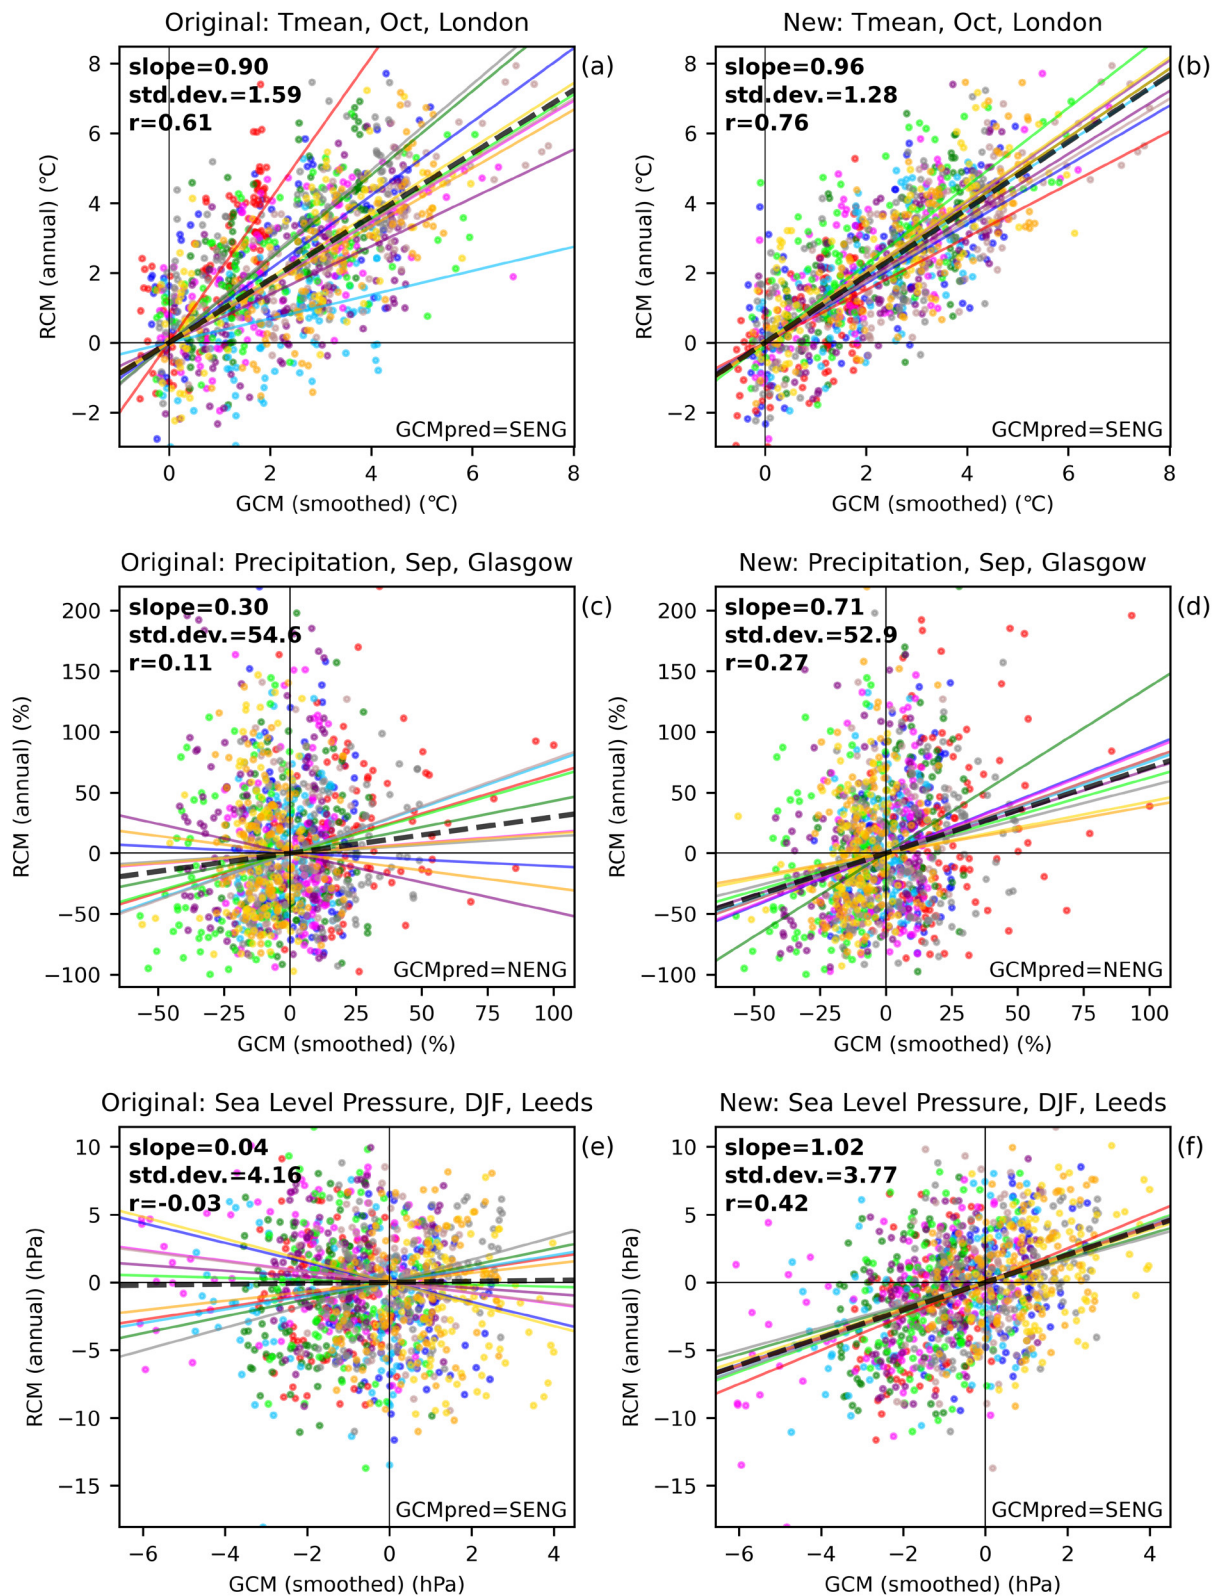 Original: Tmean, Oct, London
slope=0.90
std.dev.=1.59
r=0.61
(a)
8
6
4
2
0
−2
RCM (annual) (°C)
GCMpred=SENG
0 2 4 6 8
GCM (smoothed) (°C)
New: Tmean, Oct, London
slope=0.96
std.dev.=1.28
r=0.76
(b)
8
6
4
2
0
−2
RCM (annual) (°C)
GCMpred=SENG
0 2 4 6 8
GCM (smoothed) (°C)
Original: Precipitation, Sep, Glasgow
slope=0.30
std.dev.=54.6
r=0.11
(c)
200
150
100
50
0
−50
−100
RCM (annual) (%)
GCMpred=NENG
−50 −25 0 25 50 75 100
GCM (smoothed) (%)
New: Precipitation, Sep, Glasgow
slope=0.71
std.dev.=52.9
r=0.27
(d)
200
150
100
50
0
−50
−100
RCM (annual) (%)
GCMpred=NENG
−50 −25 0 25 50 75 100
GCM (smoothed) (%)
Original: Sea Level Pressure, DJF, Leeds
slope=0.04
std.dev.=4.16
r=-0.03
(e)
10
5
0
−5
−10
−15
RCM (annual) (hPa)
GCMpred=SENG
−6 −4 −2 0 2 4
GCM (smoothed) (hPa)
New: Sea Level Pressure, DJF, Leeds
slope=1.02
std.dev.=3.77
r=0.42
(f)
10
5
0
−5
−10
−15
RCM (annual) (hPa)
GCMpred=SENG
−6 −4 −2 0 2 4
GCM (smoothed) (hPa)